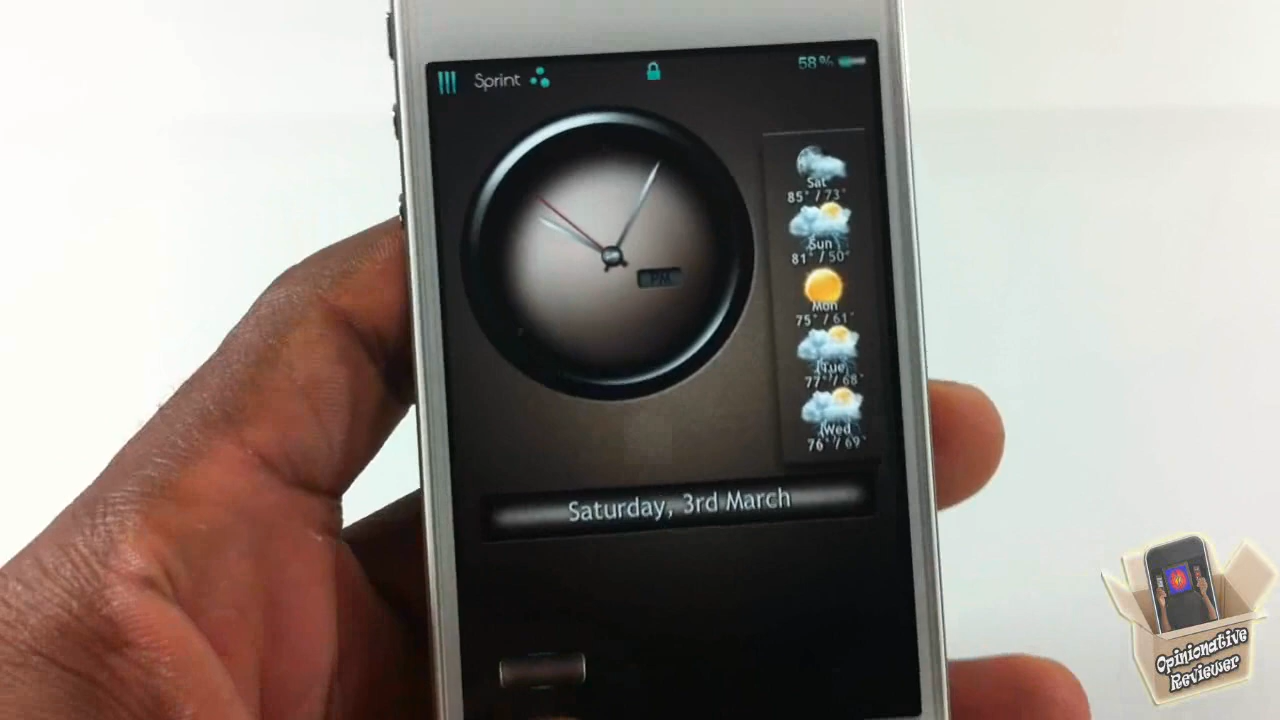 Sprint
58%
PM
Sat
85° / 73°
Sun
81° / 50°
Mon
75° / 61°
Tue
77° / 68°
Wed
76° / 69°
Saturday, 3rd March
Opinionative
Reviewer